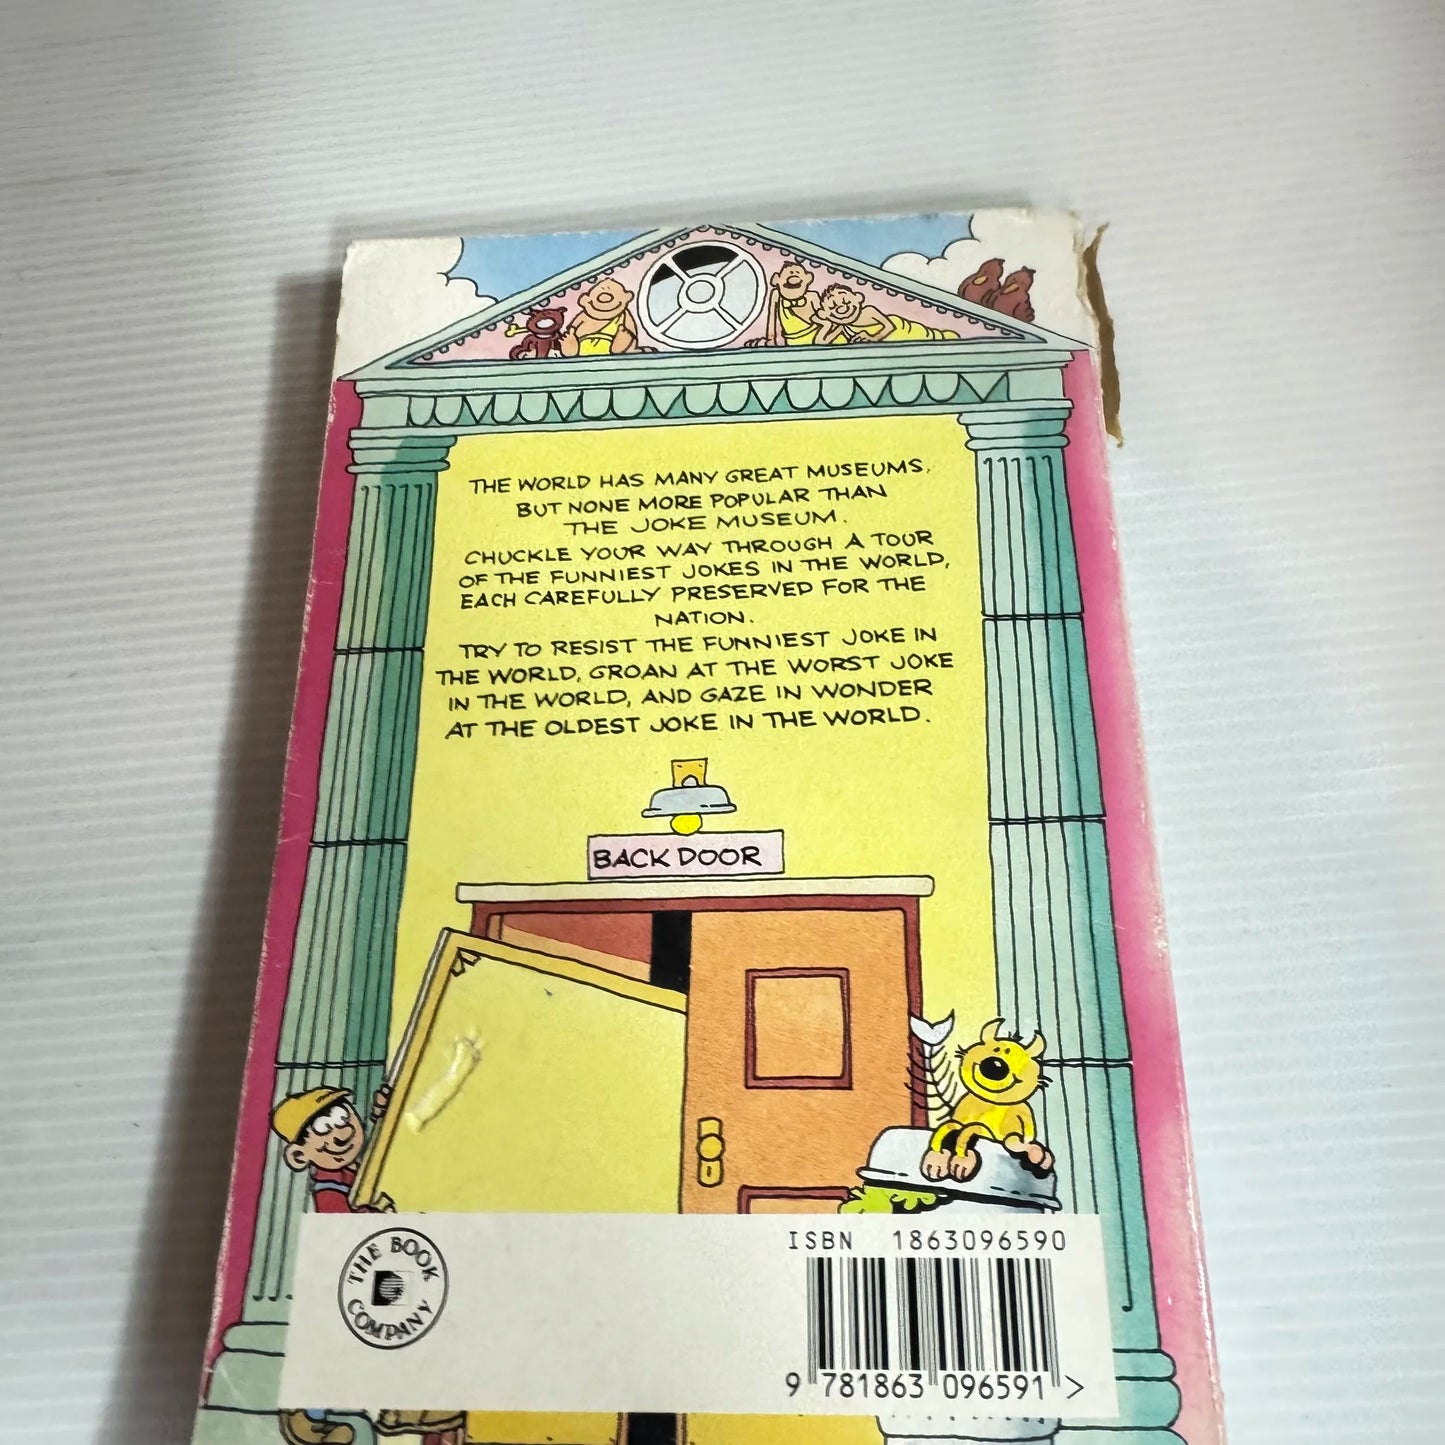 THE WORLD HAS MANY GREAT MUSEUMS,
BUT NONE MORE POPULAR THAN
THE JOKE MUSEUM.
CHUCKLE YOUR WAY THROUGH A TOUR
OF THE FUNNIEST JOKES IN THE WORLD,
EACH CAREFULLY PRESERVED FOR THE
NATION.
TRY TO RESIST THE FUNNIEST JOKE IN
THE WORLD, GROAN AT THE WORST JOKE
IN THE WORLD, AND GAZE IN WONDER
AT THE OLDEST JOKE IN THE WORLD.
BACK DOOR
THE BOOK COMPANY
ISBN 1863096590
9 781863 096591 >